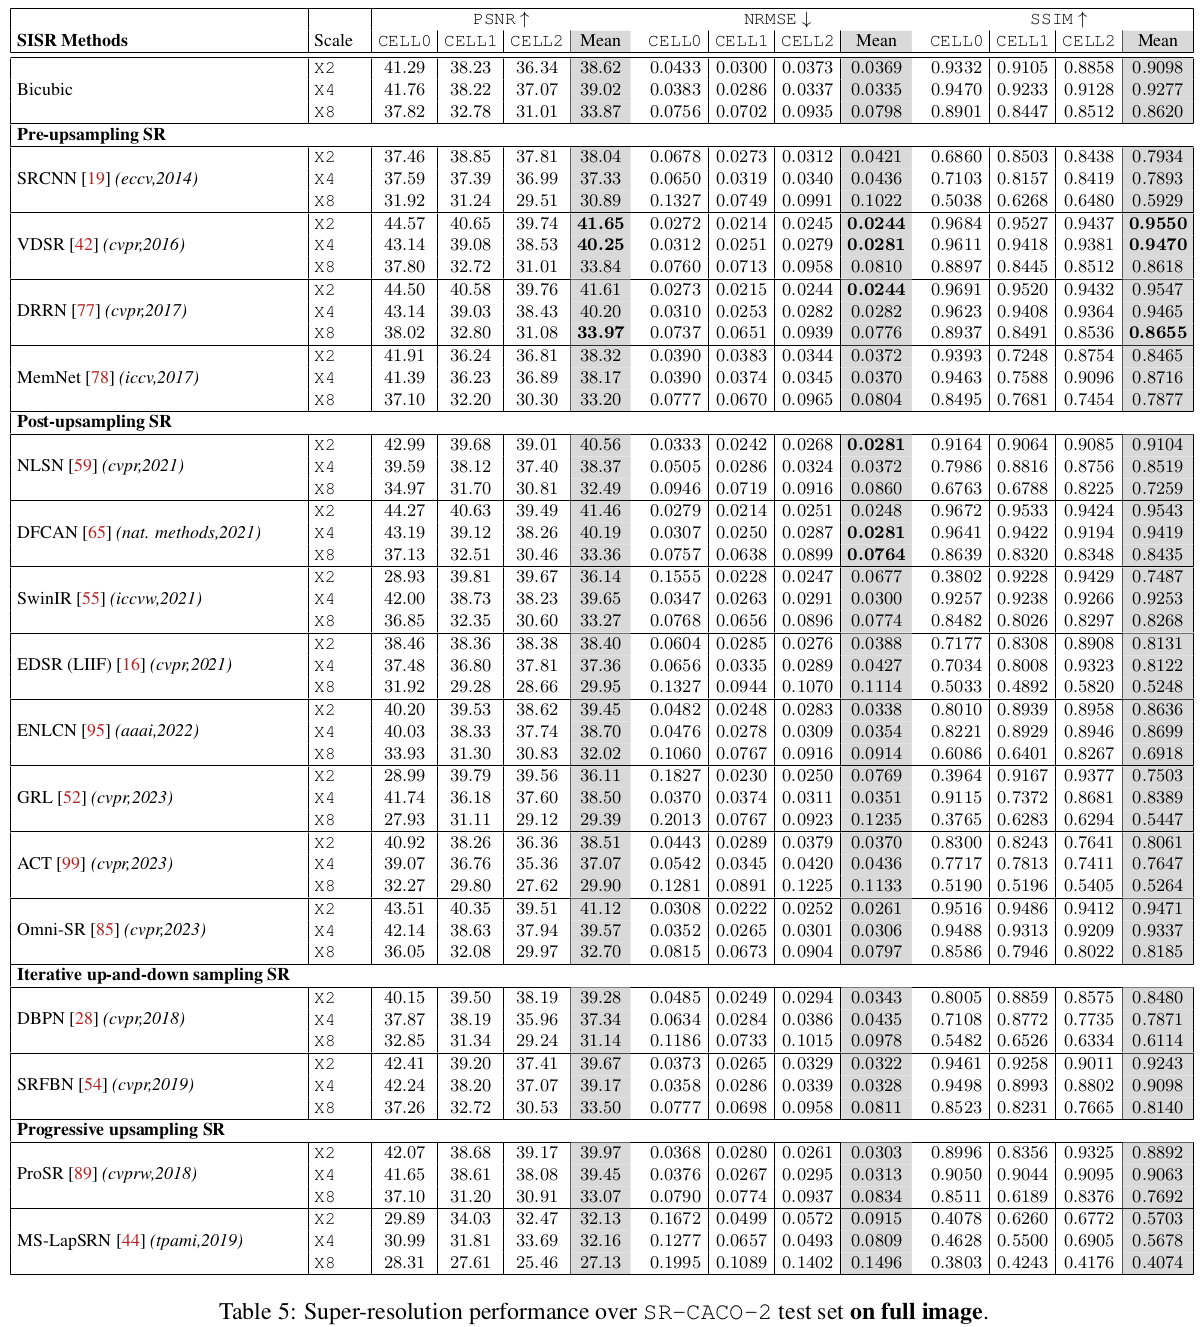 PSNR↑ NRMSE↓ SSIM↑
SISR Methods Scale CELL0 CELL1 CELL2 Mean CELL0 CELL1 CELL2 Mean CELL0 CELL1 CELL2 Mean
X2 41.29 38.23 36.34 38.62 0.0433 0.0300 0.0373 0.0369 0.9332 0.9105 0.8858 0.9098
Bicubic X4 41.76 38.22 37.07 39.02 0.0383 0.0286 0.0337 0.0335 0.9470 0.9233 0.9128 0.9277
X8 37.82 32.78 31.01 33.87 0.0756 0.0702 0.0935 0.0798 0.8901 0.8447 0.8512 0.8620
Pre-upsampling SR
X2 37.46 38.85 37.81 38.04 0.0678 0.0273 0.0312 0.0421 0.6860 0.8503 0.8438 0.7934
SRCNN [19] (eccv,2014) X4 37.59 37.39 36.99 37.33 0.0650 0.0319 0.0340 0.0436 0.7103 0.8157 0.8419 0.7893
X8 31.92 31.24 29.51 30.89 0.1327 0.0749 0.0991 0.1022 0.5038 0.6268 0.6480 0.5929
X2 44.57 40.65 39.74 41.65 0.0272 0.0214 0.0245 0.0244 0.9684 0.9527 0.9437 0.9550
VDSR [42] (cvpr,2016) X4 43.14 39.08 38.53 40.25 0.0312 0.0251 0.0279 0.0281 0.9611 0.9418 0.9381 0.9470
X8 37.80 32.72 31.01 33.84 0.0760 0.0713 0.0958 0.0810 0.8897 0.8445 0.8512 0.8618
X2 44.50 40.58 39.76 41.61 0.0273 0.0215 0.0244 0.0244 0.9691 0.9520 0.9432 0.9547
DRRN [77] (cvpr,2017) X4 43.14 39.03 38.43 40.20 0.0310 0.0253 0.0282 0.0282 0.9623 0.9408 0.9364 0.9465
X8 38.02 32.80 31.08 33.97 0.0737 0.0651 0.0939 0.0776 0.8937 0.8491 0.8536 0.8655
X2 41.91 36.24 36.81 38.32 0.0390 0.0383 0.0344 0.0372 0.9393 0.7248 0.8754 0.8465
MemNet [78] (iccv,2017) X4 41.39 36.23 36.89 38.17 0.0390 0.0374 0.0345 0.0370 0.9463 0.7588 0.9096 0.8716
X8 37.10 32.20 30.30 33.20 0.0777 0.0670 0.0965 0.0804 0.8495 0.7681 0.7454 0.7877
Post-upsampling SR
X2 42.99 39.68 39.01 40.56 0.0333 0.0242 0.0268 0.0281 0.9164 0.9064 0.9085 0.9104
NLSN [59] (cvpr,2021) X4 39.59 38.12 37.40 38.37 0.0505 0.0286 0.0324 0.0372 0.7986 0.8816 0.8756 0.8519
X8 34.97 31.70 30.81 32.49 0.0946 0.0719 0.0916 0.0860 0.6763 0.6788 0.8225 0.7259
X2 44.27 40.63 39.49 41.46 0.0279 0.0214 0.0251 0.0248 0.9672 0.9533 0.9424 0.9543
DFCAN [65] (nat. methods,2021) X4 43.19 39.12 38.26 40.19 0.0307 0.0250 0.0287 0.0281 0.9641 0.9422 0.9194 0.9419
X8 37.13 32.51 30.46 33.36 0.0757 0.0638 0.0899 0.0764 0.8639 0.8320 0.8348 0.8435
X2 28.93 39.81 39.67 36.14 0.1555 0.0228 0.0247 0.0677 0.3802 0.9228 0.9429 0.7487
SwinIR [55] (iccvw,2021) X4 42.00 38.73 38.23 39.65 0.0347 0.0263 0.0291 0.0300 0.9257 0.9238 0.9266 0.9253
X8 36.85 32.35 30.60 33.27 0.0768 0.0656 0.0896 0.0774 0.8482 0.8026 0.8297 0.8268
X2 38.46 38.36 38.38 38.40 0.0604 0.0285 0.0276 0.0388 0.7177 0.8308 0.8908 0.8131
EDSR (LIIF) [16] (cvpr,2021) X4 37.48 36.80 37.81 37.36 0.0656 0.0335 0.0289 0.0427 0.7034 0.8008 0.9323 0.8122
X8 31.92 29.28 28.66 29.95 0.1327 0.0944 0.1070 0.1114 0.5033 0.4892 0.5820 0.5248
X2 40.20 39.53 38.62 39.45 0.0482 0.0248 0.0283 0.0338 0.8010 0.8939 0.8958 0.8636
ENLCN [95] (aaai,2022) X4 40.03 38.33 37.74 38.70 0.0476 0.0278 0.0309 0.0354 0.8221 0.8929 0.8946 0.8699
X8 33.93 31.30 30.83 32.02 0.1060 0.0767 0.0916 0.0914 0.6086 0.6401 0.8267 0.6918
X2 28.99 39.79 39.56 36.11 0.1827 0.0230 0.0250 0.0769 0.3964 0.9167 0.9377 0.7503
GRL [52] (cvpr,2023) X4 41.74 36.18 37.60 38.50 0.0370 0.0374 0.0311 0.0351 0.9115 0.7372 0.8681 0.8389
X8 27.93 31.11 29.12 29.39 0.2013 0.0767 0.0923 0.1235 0.3765 0.6283 0.6294 0.5447
X2 40.92 38.26 36.36 38.51 0.0443 0.0289 0.0379 0.0370 0.8300 0.8243 0.7641 0.8061
ACT [99] (cvpr,2023) X4 39.07 36.76 35.36 37.07 0.0542 0.0345 0.0420 0.0436 0.7717 0.7813 0.7411 0.7647
X8 32.27 29.80 27.62 29.90 0.1281 0.0891 0.1225 0.1133 0.5190 0.5196 0.5405 0.5264
X2 43.51 40.35 39.51 41.12 0.0308 0.0222 0.0252 0.0261 0.9516 0.9486 0.9412 0.9471
Omni-SR [85] (cvpr,2023) X4 42.14 38.63 37.94 39.57 0.0352 0.0265 0.0301 0.0306 0.9488 0.9313 0.9209 0.9337
X8 36.05 32.08 29.97 32.70 0.0815 0.0673 0.0904 0.0797 0.8586 0.7946 0.8022 0.8185
Iterative up-and-down sampling SR
X2 40.15 39.50 38.19 39.28 0.0485 0.0249 0.0294 0.0343 0.8005 0.8859 0.8575 0.8480
DBPN [28] (cvpr,2018) X4 37.87 38.19 35.96 37.34 0.0634 0.0284 0.0386 0.0435 0.7108 0.8772 0.7735 0.7871
X8 32.85 31.34 29.24 31.14 0.1186 0.0733 0.1015 0.0978 0.5482 0.6526 0.6334 0.6114
X2 42.41 39.20 37.41 39.67 0.0373 0.0265 0.0329 0.0322 0.9461 0.9258 0.9011 0.9243
SRFBN [54] (cvpr,2019) X4 42.24 38.20 37.07 39.17 0.0358 0.0286 0.0339 0.0328 0.9498 0.8993 0.8802 0.9098
X8 37.26 32.72 30.53 33.50 0.0777 0.0698 0.0958 0.0811 0.8523 0.8231 0.7665 0.8140
Progressive upsampling SR
X2 42.07 38.68 39.17 39.97 0.0368 0.0280 0.0261 0.0303 0.8996 0.8356 0.9325 0.8892
ProSR [89] (cvprw,2018) X4 41.65 38.61 38.08 39.45 0.0376 0.0267 0.0295 0.0313 0.9050 0.9044 0.9095 0.9063
X8 37.10 31.20 30.91 33.07 0.0790 0.0774 0.0937 0.0834 0.8511 0.6189 0.8376 0.7692
X2 29.89 34.03 32.47 32.13 0.1672 0.0499 0.0572 0.0915 0.4078 0.6260 0.6772 0.5703
MS-LapSRN [44] (tpami,2019) X4 30.99 31.81 33.69 32.16 0.1277 0.0657 0.0493 0.0809 0.4628 0.5500 0.6905 0.5678
X8 28.31 27.61 25.46 27.13 0.1995 0.1089 0.1402 0.1496 0.3803 0.4243 0.4176 0.4074
Table 5: Super-resolution performance over SR-CACO-2 test set on full image.